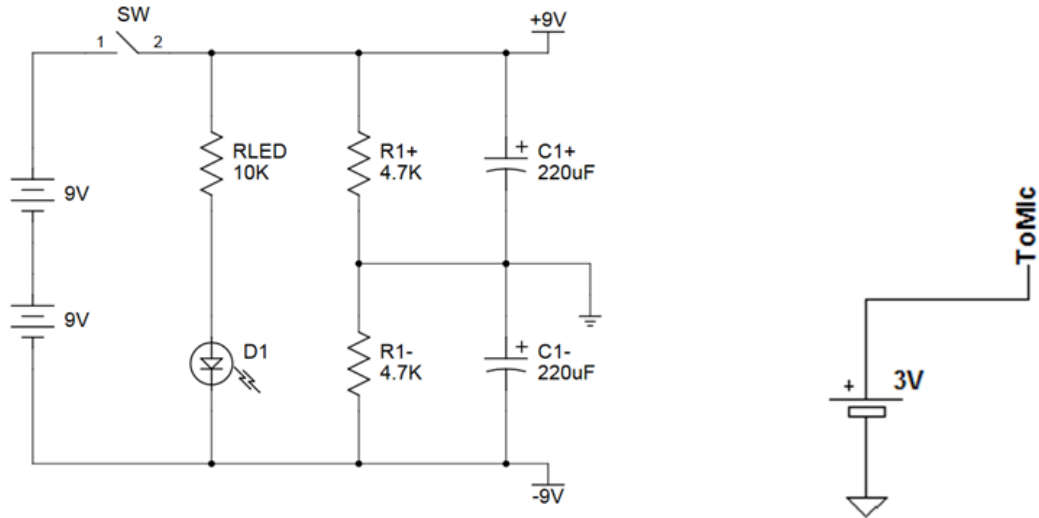 SW
1 2
+9V
RLED
10K
R1+
4.7K
+
C1+
220uF
9V
9V
D1
R1-
4.7K
+
C1-
220uF
-9V
ToMic
+
3V